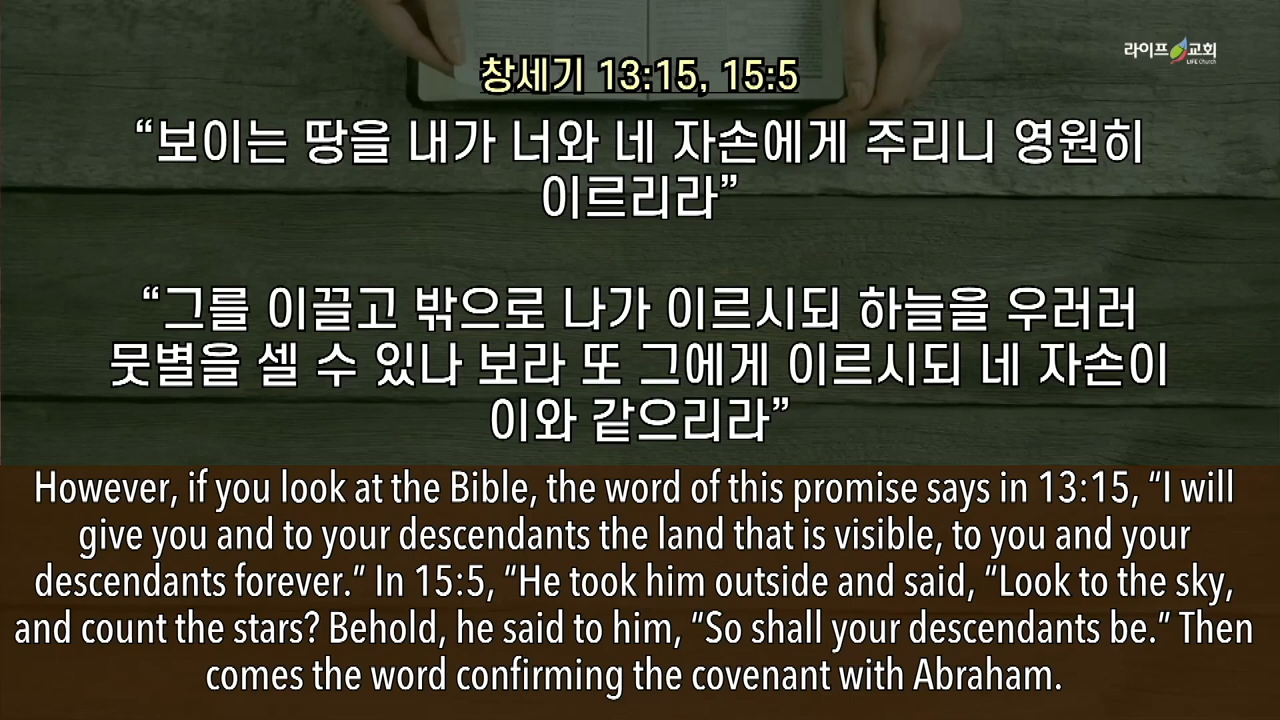 라이프 교회
LIFE Church
창세기 13:15, 15:5
“보이는 땅을 내가 너와 네 자손에게 주리니 영원히
이르리라”
“그를 이끌고 밖으로 나가 이르시되 하늘을 우러러
뭇별을 셀 수 있나 보라 또 그에게 이르시되 네 자손이
이와 같으리라”
However, if you look at the Bible, the word of this promise says in 13:15, “I will
give you and to your descendants the land that is visible, to you and your
descendants forever.” In 15:5, “He took him outside and said, “Look to the sky,
and count the stars? Behold, he said to him, “So shall your descendants be.” Then
comes the word confirming the covenant with Abraham.